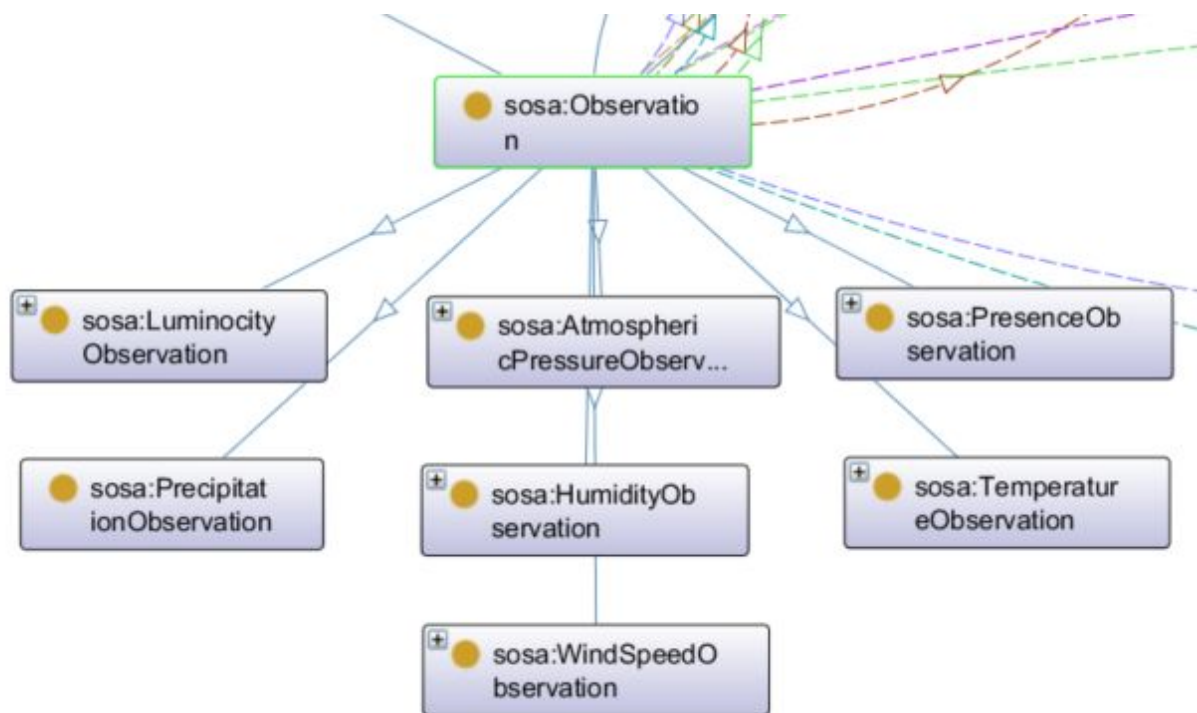 sosa:Observatio
n
sosa:Luminocity
Observation
sosa:Atmospheri
cPressureObserv...
sosa:PresenceOb
servation
sosa:Precipitat
ionObservation
sosa:HumidityOb
servation
sosa:Temperatur
eObservation
sosa:WindSpeedO
bservation